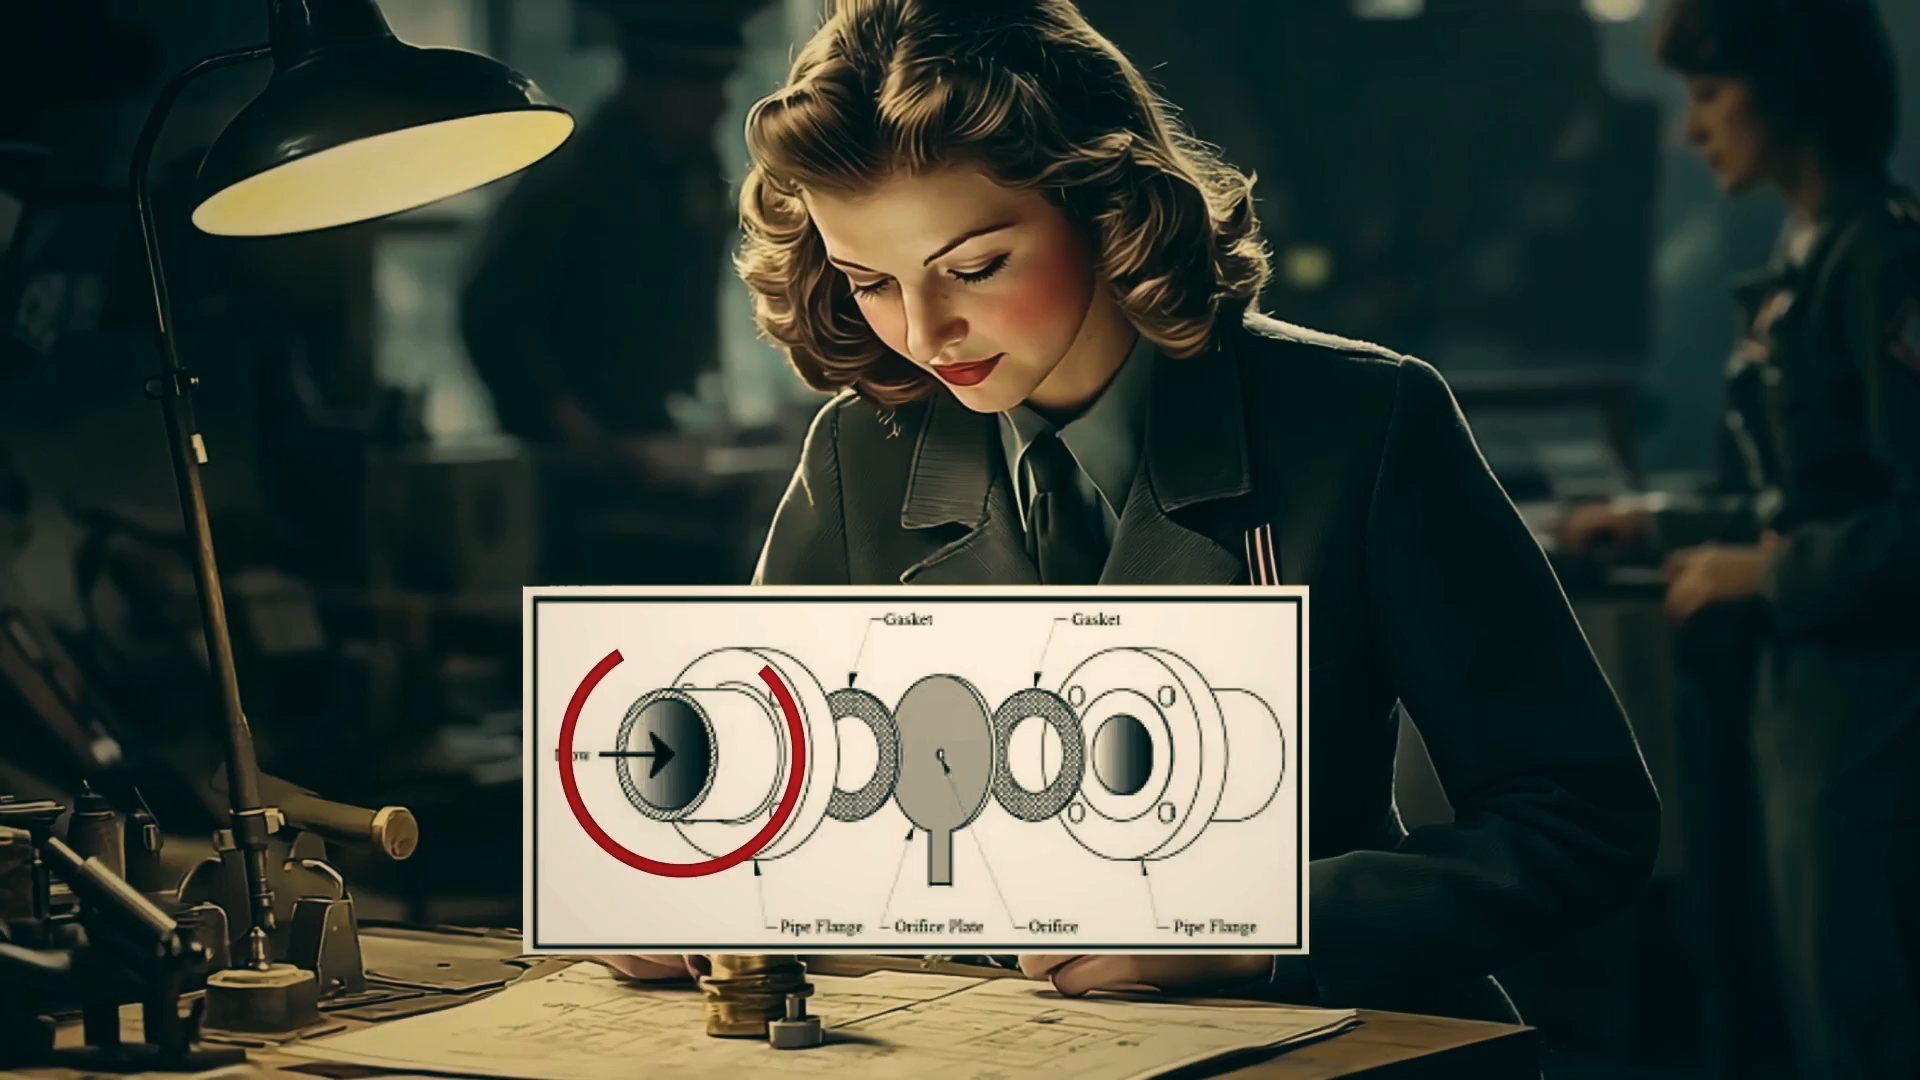 Gasket
Gasket
Pipe Flange
Orifice Plate
Orifice
Pipe Flange